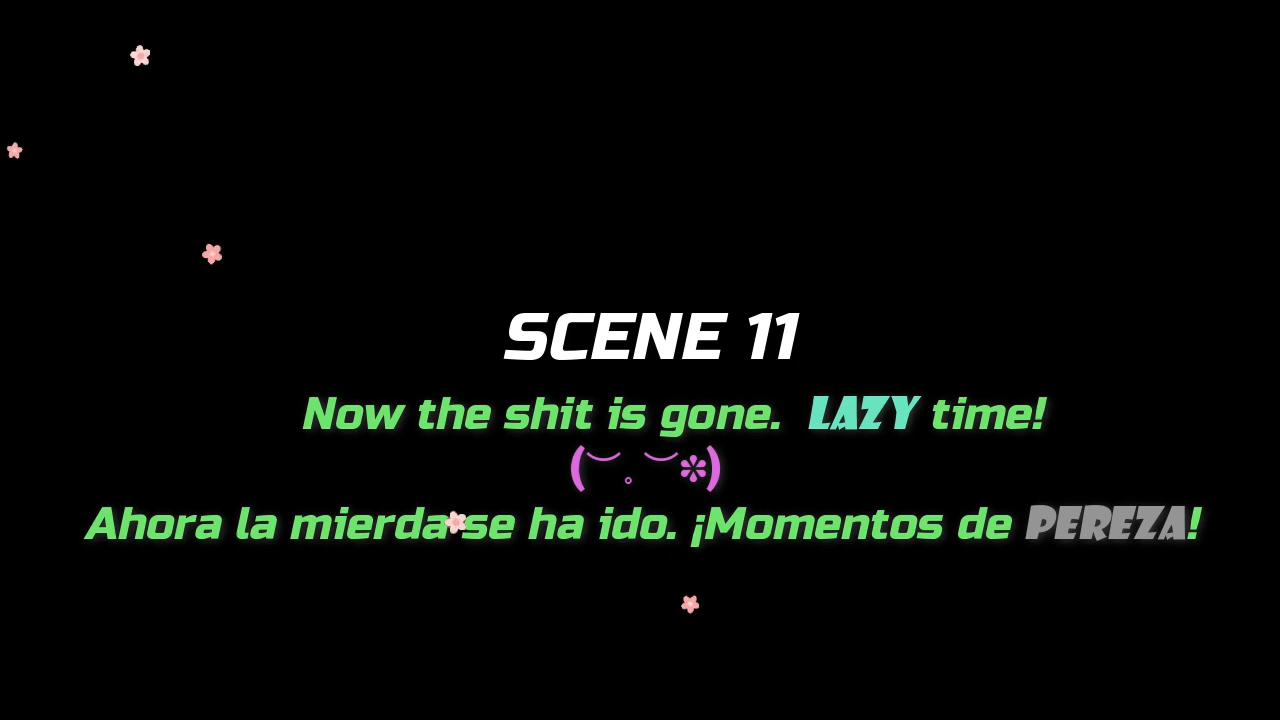 SCENE 11
Now the shit is gone. LAZY time!
(︶。︶✽)
Ahora la mierda se ha ido. ¡Momentos de PEREZA!